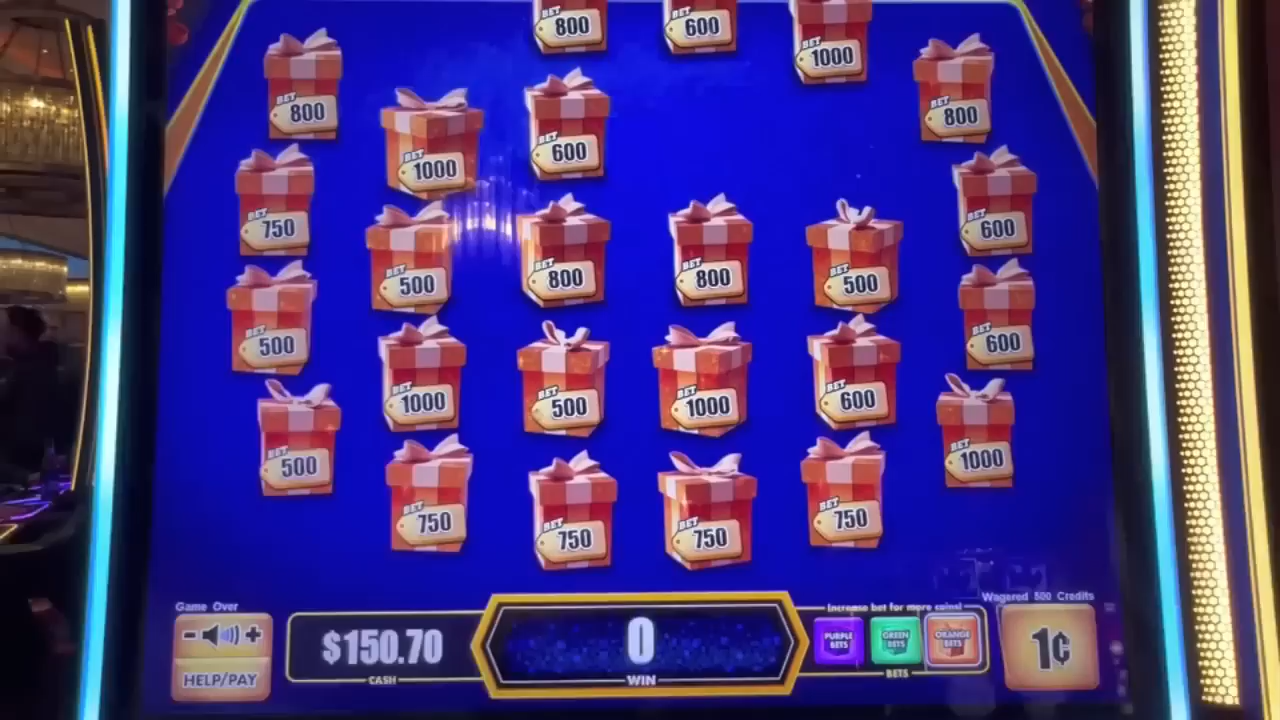 BET 800
BET 600
BET 1000
BET 800
BET 800
BET 1000
BET 600
BET 750
BET 600
BET 500
BET 800
BET 800
BET 500
BET 500
BET 600
BET 1000
BET 500
BET 1000
BET 600
BET 500
BET 1000
BET 750
BET 750
BET 750
BET 750
Game Over
Increase bet for more coins!
Wagered 500 Credits
- +
$150.70
0
PURPLE BETS
GREEN BETS
ORANGE BETS
1¢
HELP/PAY
CASH
WIN
BETS